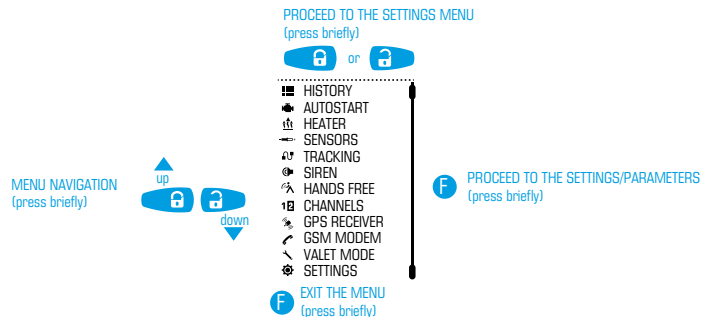 PROCEED TO THE SETTINGS MENU
(press briefly)
or
HISTORY
AUTOSTART
HEATER
SENSORS
TRACKING
SIREN
HANDS FREE
12 CHANNELS
GPS RECEIVER
GSM MODEM
VALET MODE
SETTINGS
MENU NAVIGATION
(press briefly)
up
down
F PROCEED TO THE SETTINGS/PARAMETERS
(press briefly)
F EXIT THE MENU
(press briefly)